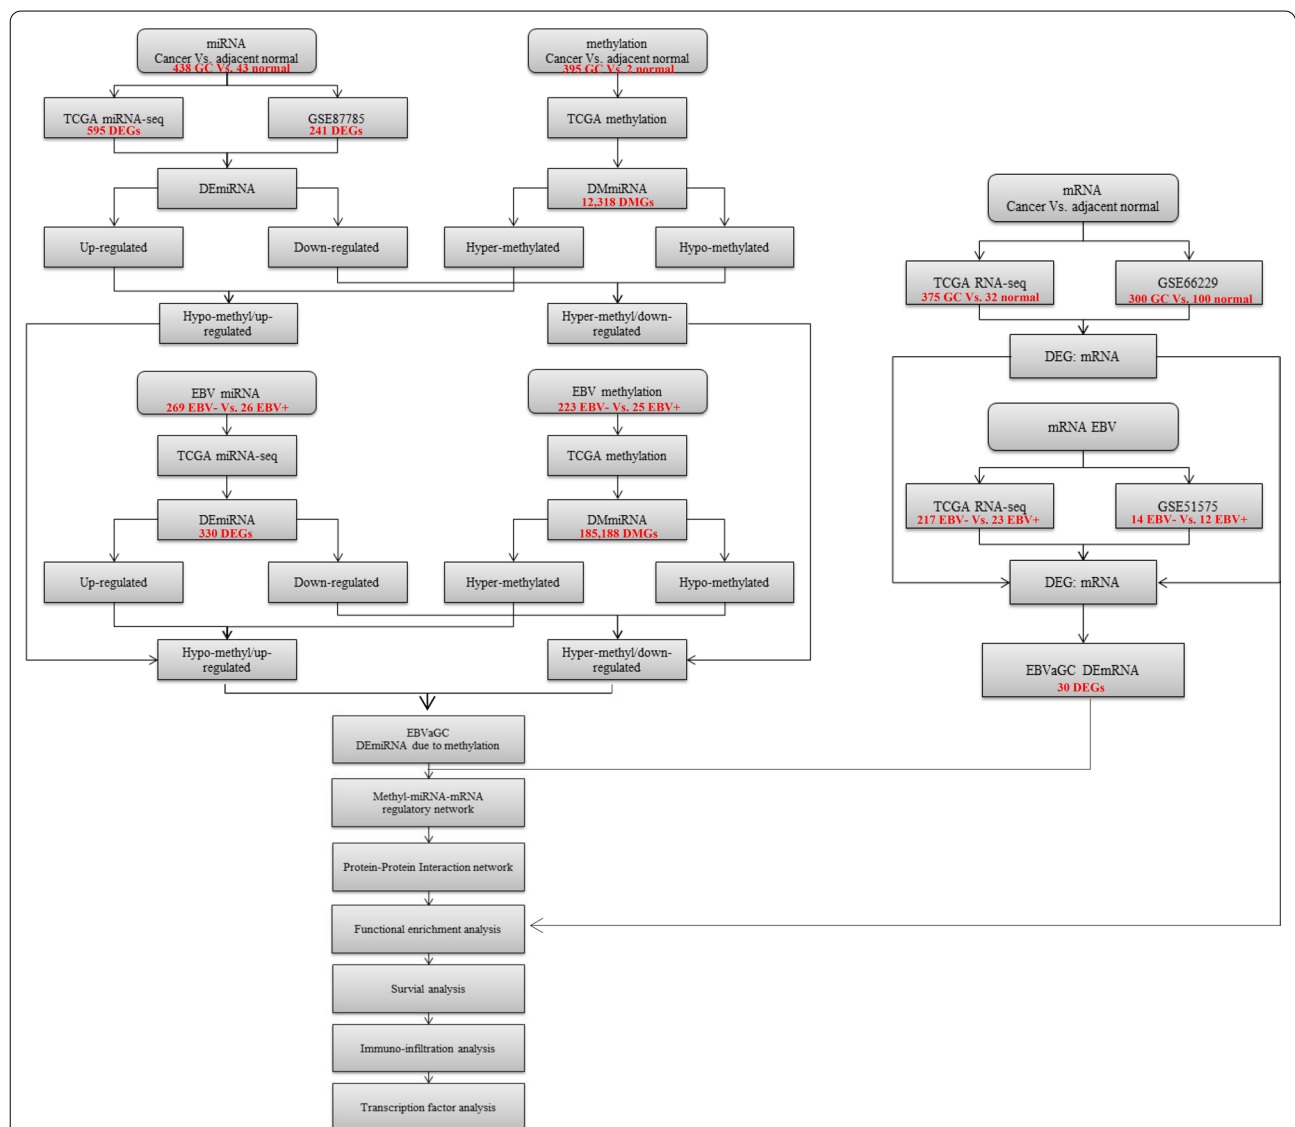 miRNA
Cancer Vs. adjacent normal
438 GC Vs. 43 normal
TCGA miRNA-seq
595 DEGs
GSE87785
241 DEGs
DEmiRNA
Up-regulated
Down-regulated
methylation
Cancer Vs. adjacent normal
395 GC Vs. 2 normal
TCGA methylation
DMmiRNA
12,318 DMGs
Hyper-methylated
Hypo-methylated
Hypo-methyl/up-
regulated
Hyper-methyl/down-
regulated
EBV miRNA
269 EBV- Vs. 26 EBV+
TCGA miRNA-seq
DEmiRNA
330 DEGs
Up-regulated
Down-regulated
EBV methylation
223 EBV- Vs. 25 EBV+
TCGA methylation
DMmiRNA
185,188 DMGs
Hyper-methylated
Hypo-methylated
Hypo-methyl/up-
regulated
Hyper-methyl/down-
regulated
mRNA
Cancer Vs. adjacent normal
TCGA RNA-seq
375 GC Vs. 32 normal
GSE66229
300 GC Vs. 100 normal
DEG: mRNA
mRNA EBV
TCGA RNA-seq
217 EBV- Vs. 23 EBV+
GSE51575
14 EBV- Vs. 12 EBV+
DEG: mRNA
EBVaGC DEmRNA
30 DEGs
EBVaGC
DEmiRNA due to methylation
Methyl-miRNA-mRNA
regulatory network
Protein-Protein Interaction network
Functional enrichment analysis
Survial analysis
Immuno-infiltration analysis
Transcription factor analysis